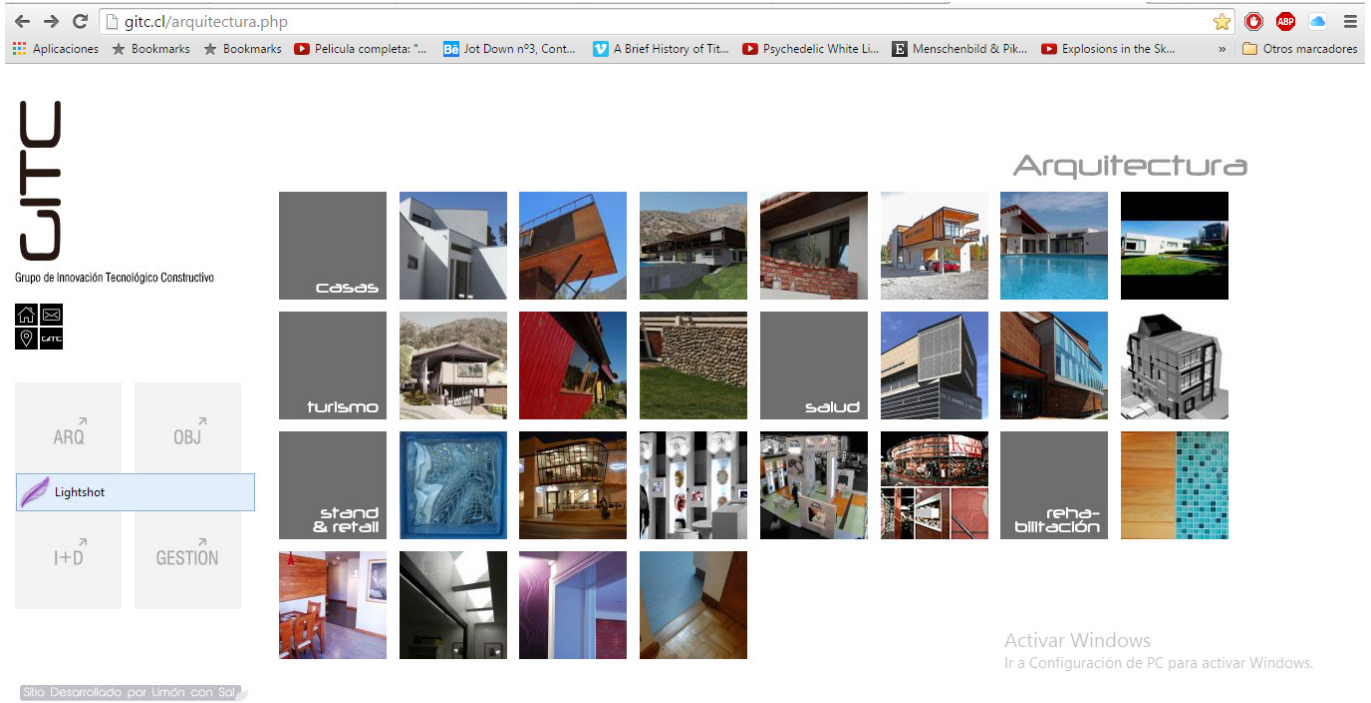 gitc.cl/arquitectura.php
Aplicaciones
Bookmarks
Bookmarks
Pelicula completa: "...
Bē Jot Down nº3, Cont...
A Brief History of Tit...
Psychedelic White Li...
E Menschenbild & Pik...
Explosions in the Sk...
»
Otros marcadores
ABP
GITC
Grupo de Innovación Tecnológico Constructivo
GITC
Arquitectura
casas
turismo
salud
stand
& retail
reha-
bilitación
ARQ
OBJ
Lightshot
I+D
GESTION
Activar Windows
Ir a Configuración de PC para activar Windows.
Sitio Desarrollado por Limón con Sal